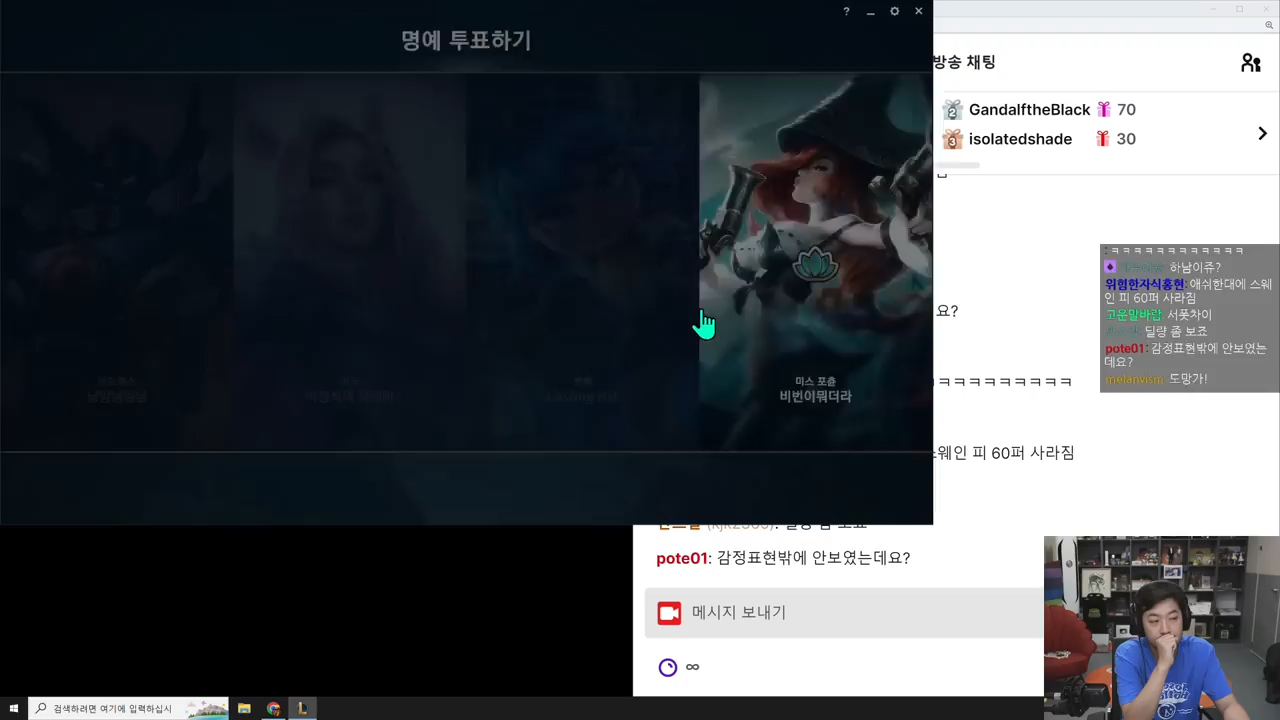 명예 투표하기
미스 포츈
비번이뭐더라
방송 채팅
GandalftheBlack 70
isolatedshade 30
요?
ㅋㅋㅋㅋㅋㅋㅋㅋㅋㅋ
웨인 피 60퍼 사라짐
pote01: 감정표현밖에 안보였는데요?
메시지 보내기
: ㅋㅋㅋㅋㅋㅋㅋㅋㅋㅋㅋㅋ
하남이쥬?
위험한자식홍현: 애쉬한대에 스웨
인 피 60퍼 사라짐
고운말바람: 서폿차이
딜량 좀 보죠
pote01: 감정표현밖에 안보였는
데요?
melanvism: 도망가!
검색하려면 여기에 입력하십시